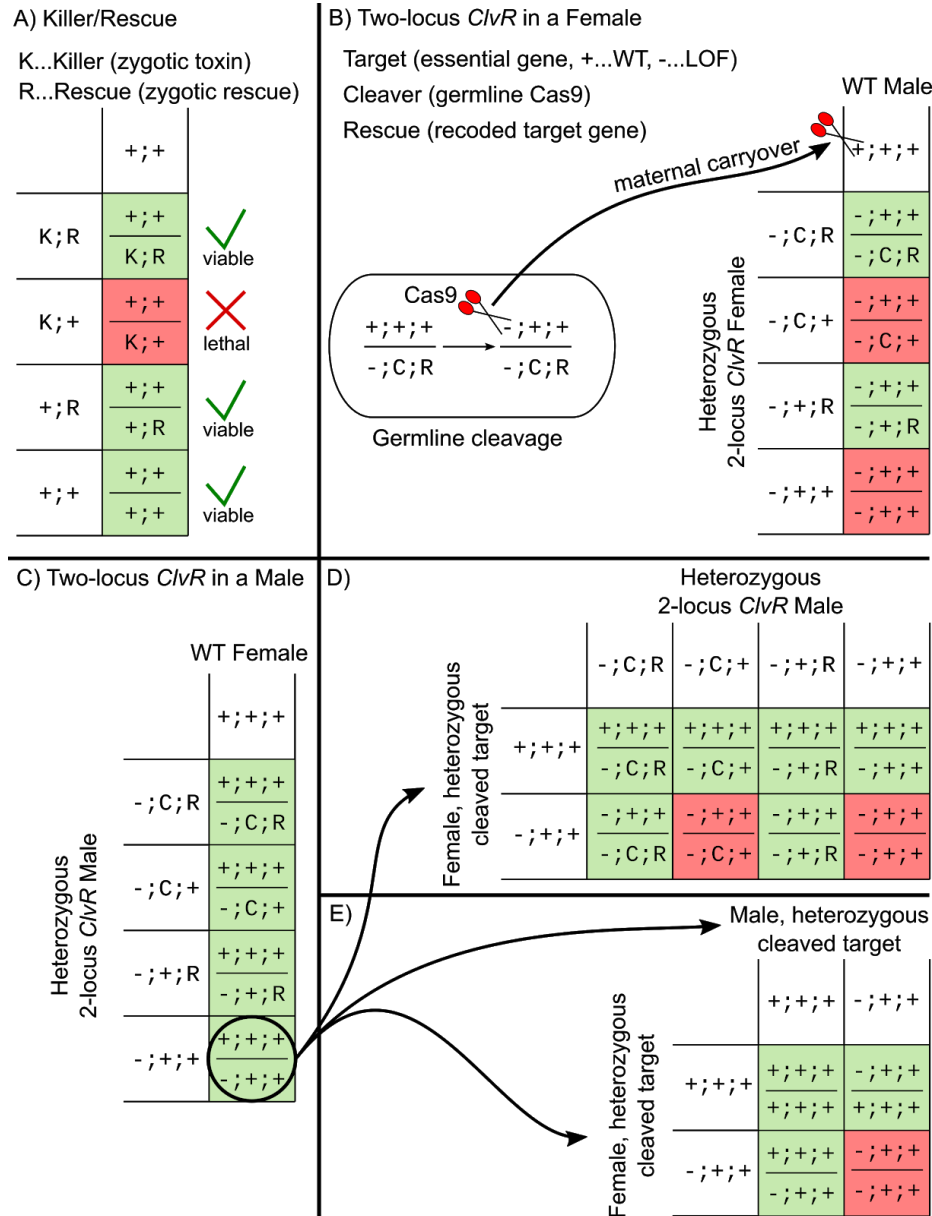 A) Killer/Rescue
K...Killer (zygotic toxin)
R...Rescue (zygotic rescue)
+;+
K;R
+;+
K;R
viable
K;+
+;+
K;+
lethal
+;R
+;+
+;R
viable
+;+
+;+
+;+
viable
B) Two-locus ClvR in a Female
Target (essential gene, +...WT, -...LOF)
Cleaver (germline Cas9)
Rescue (recoded target gene)
WT Male
maternal carryover
+;+;+
Cas9
+;+;+
-;C;R
-;+;+
-;C;R
Germline cleavage
Heterozygous
2-locus ClvR Female
-;C;R
-;+;+
-;C;R
-;C;+
-;+;+
-;C;+
-;+;R
-;+;+
-;+;R
-;+;+
-;+;+
-;+;+
C) Two-locus ClvR in a Male
WT Female
+;+;+
Heterozygous
2-locus ClvR Male
-;C;R
+;+;+
-;C;R
-;C;+
+;+;+
-;C;+
-;+;R
+;+;+
-;+;R
-;+;+
+;+;+
-;+;+
D)
Heterozygous
2-locus ClvR Male
-;C;R
-;C;+
-;+;R
-;+;+
Female, heterozygous
cleaved target
+;+;+
+;+;+
-;C;R
+;+;+
-;C;+
+;+;+
-;+;R
+;+;+
-;+;+
-;+;+
-;+;+
-;C;R
-;+;+
-;C;+
-;+;+
-;+;R
-;+;+
-;+;+
E)
Male, heterozygous
cleaved target
+;+;+
-;+;+
Female, heterozygous
cleaved target
+;+;+
+;+;+
+;+;+
-;+;+
+;+;+
-;+;+
+;+;+
-;+;+
-;+;+
-;+;+